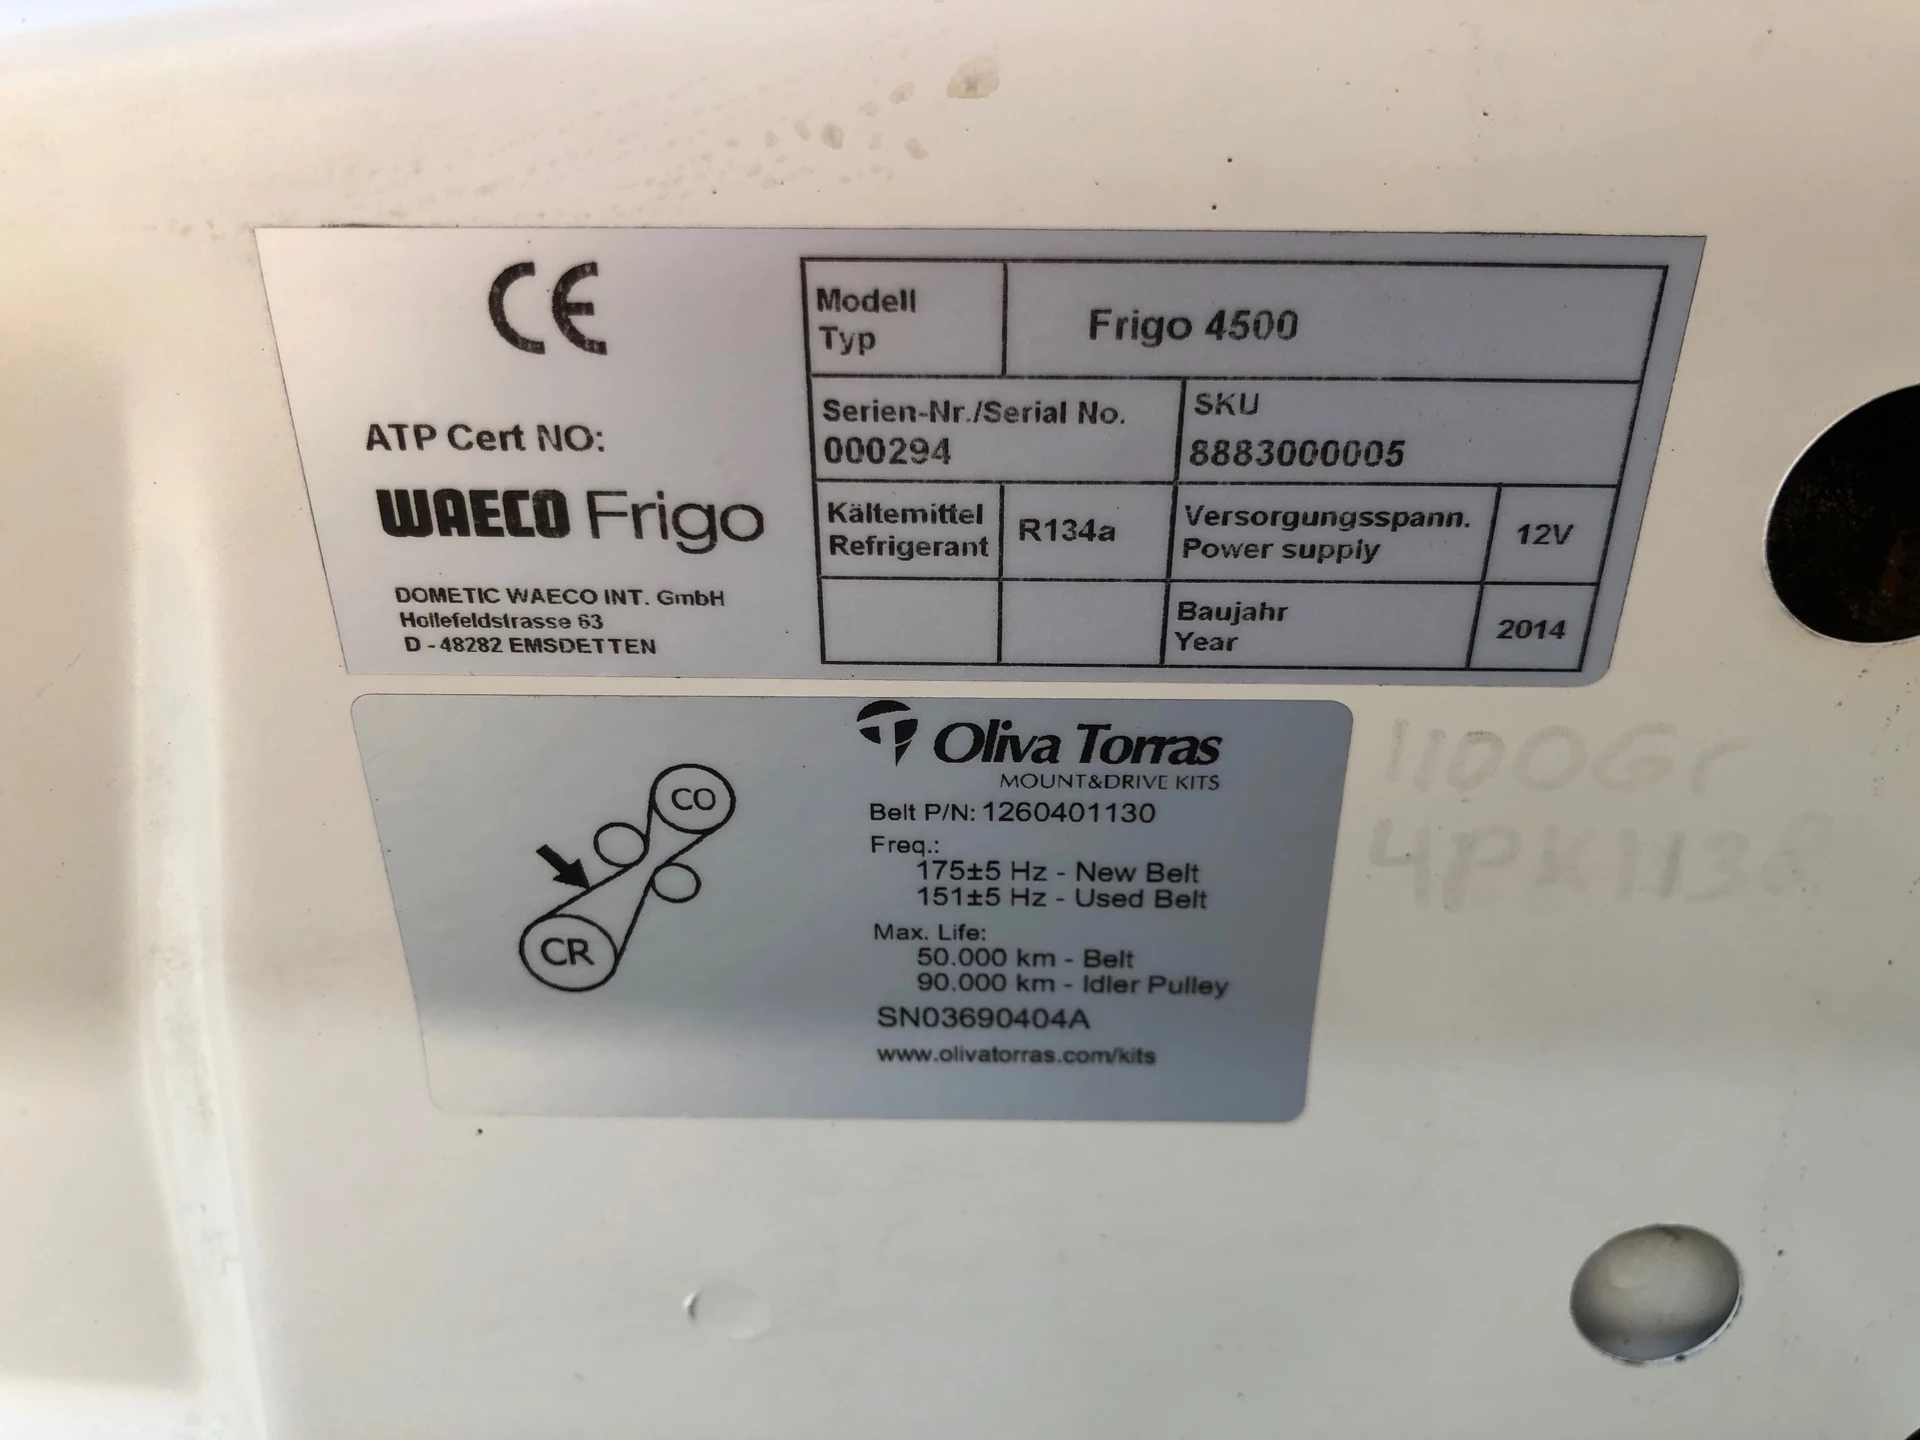 CE
ATP Cert NO:
WAECO Frigo
DOMETIC WAECO INT. GmbH
Hollefeldstrasse 63
D - 48282 EMSDETTEN
Modell
Typ
Frigo 4500
Serien-Nr./Serial No.
000294
SKU
8883000005
Kältemittel
Refrigerant
R134a
Versorgungsspann.
Power supply
12V
Baujahr
Year
2014
CO
CR
Oliva Torras
MOUNT&DRIVE KITS
Belt P/N: 1260401130
Freq.:
175±5 Hz - New Belt
151±5 Hz - Used Belt
Max. Life:
50.000 km - Belt
90.000 km - Idler Pulley
SN03690404A
www.olivatorras.com/kits
1100Gr